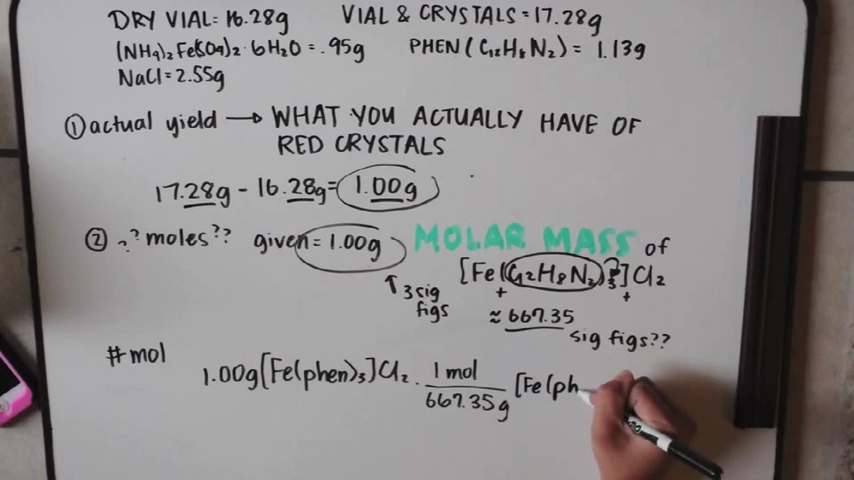 DRY VIAL = 16.28g VIAL & CRYSTALS = 17.28g
(NH4)2 Fe(SO4)2 · 6H2O = .95g PHEN (C12H8N2) = 1.13g
NaCl = 2.55g
① actual yield → WHAT YOU ACTUALLY HAVE OF
RED CRYSTALS
17.28g - 16.28g = 1.00g
② ?? moles?? given = 1.00g MOLAR MASS of
[Fe(C12H8N2)3]Cl2
↑ 3 sig figs
+ +
≈ 667.35
sig figs??
# mol 1.00g [Fe(phen)3]Cl2 · 1 mol [Fe(ph
667.35g